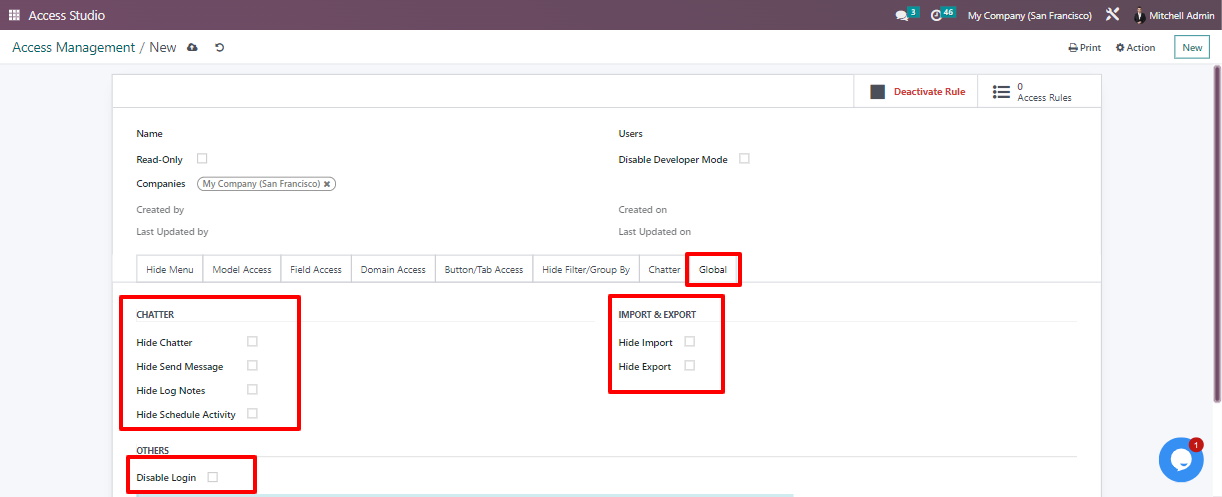 Access Studio 3 46 My Company (San Francisco) Mitchell Admin
Access Management / New Print Action New
Deactivate Rule 0 Access Rules
Name Users
Read-Only Disable Developer Mode
Companies My Company (San Francisco) ×
Created by Created on
Last Updated by Last Updated on
Hide Menu Model Access Field Access Domain Access Button/Tab Access Hide Filter/Group By Chatter Global
CHATTER IMPORT & EXPORT
Hide Chatter Hide Import
Hide Send Message Hide Export
Hide Log Notes
Hide Schedule Activity
OTHERS
1
Disable Login